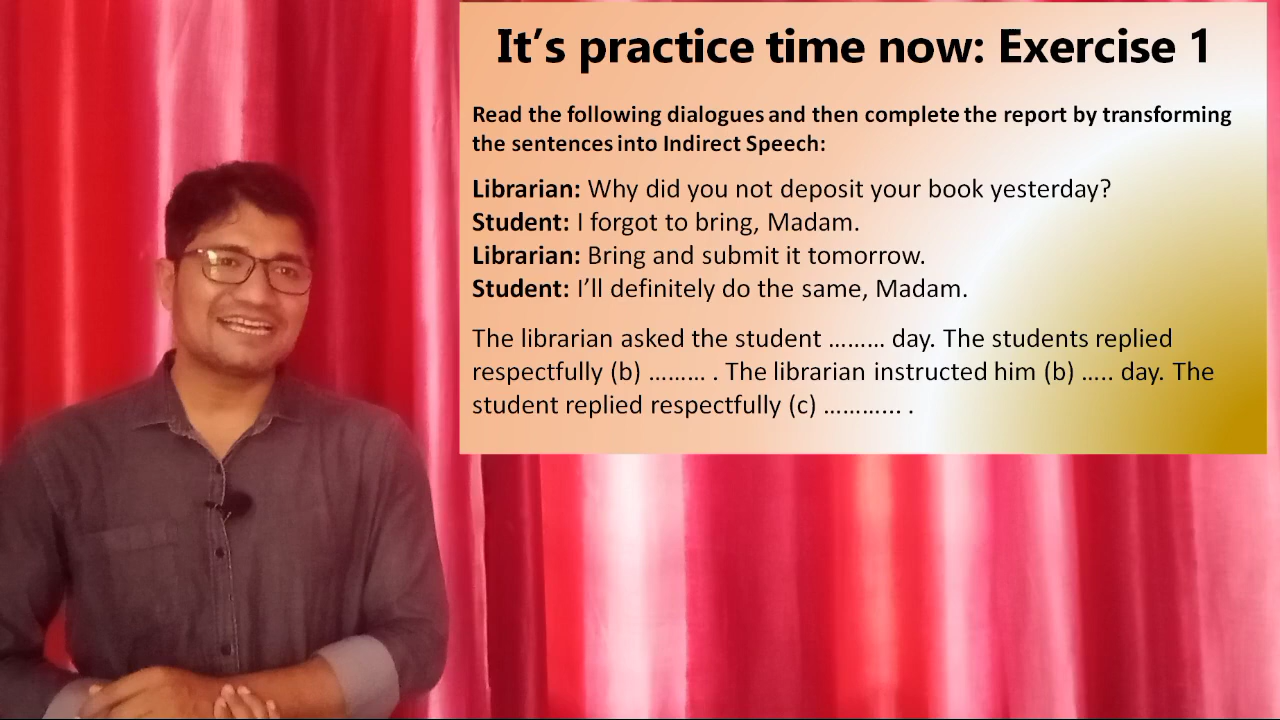 It’s practice time now: Exercise 1
Read the following dialogues and then complete the report by transforming
the sentences into Indirect Speech:
Librarian: Why did you not deposit your book yesterday?
Student: I forgot to bring, Madam.
Librarian: Bring and submit it tomorrow.
Student: I’ll definitely do the same, Madam.
The librarian asked the student ……… day. The students replied
respectfully (b) ……… . The librarian instructed him (b) ….. day. The
student replied respectfully (c) ………... .